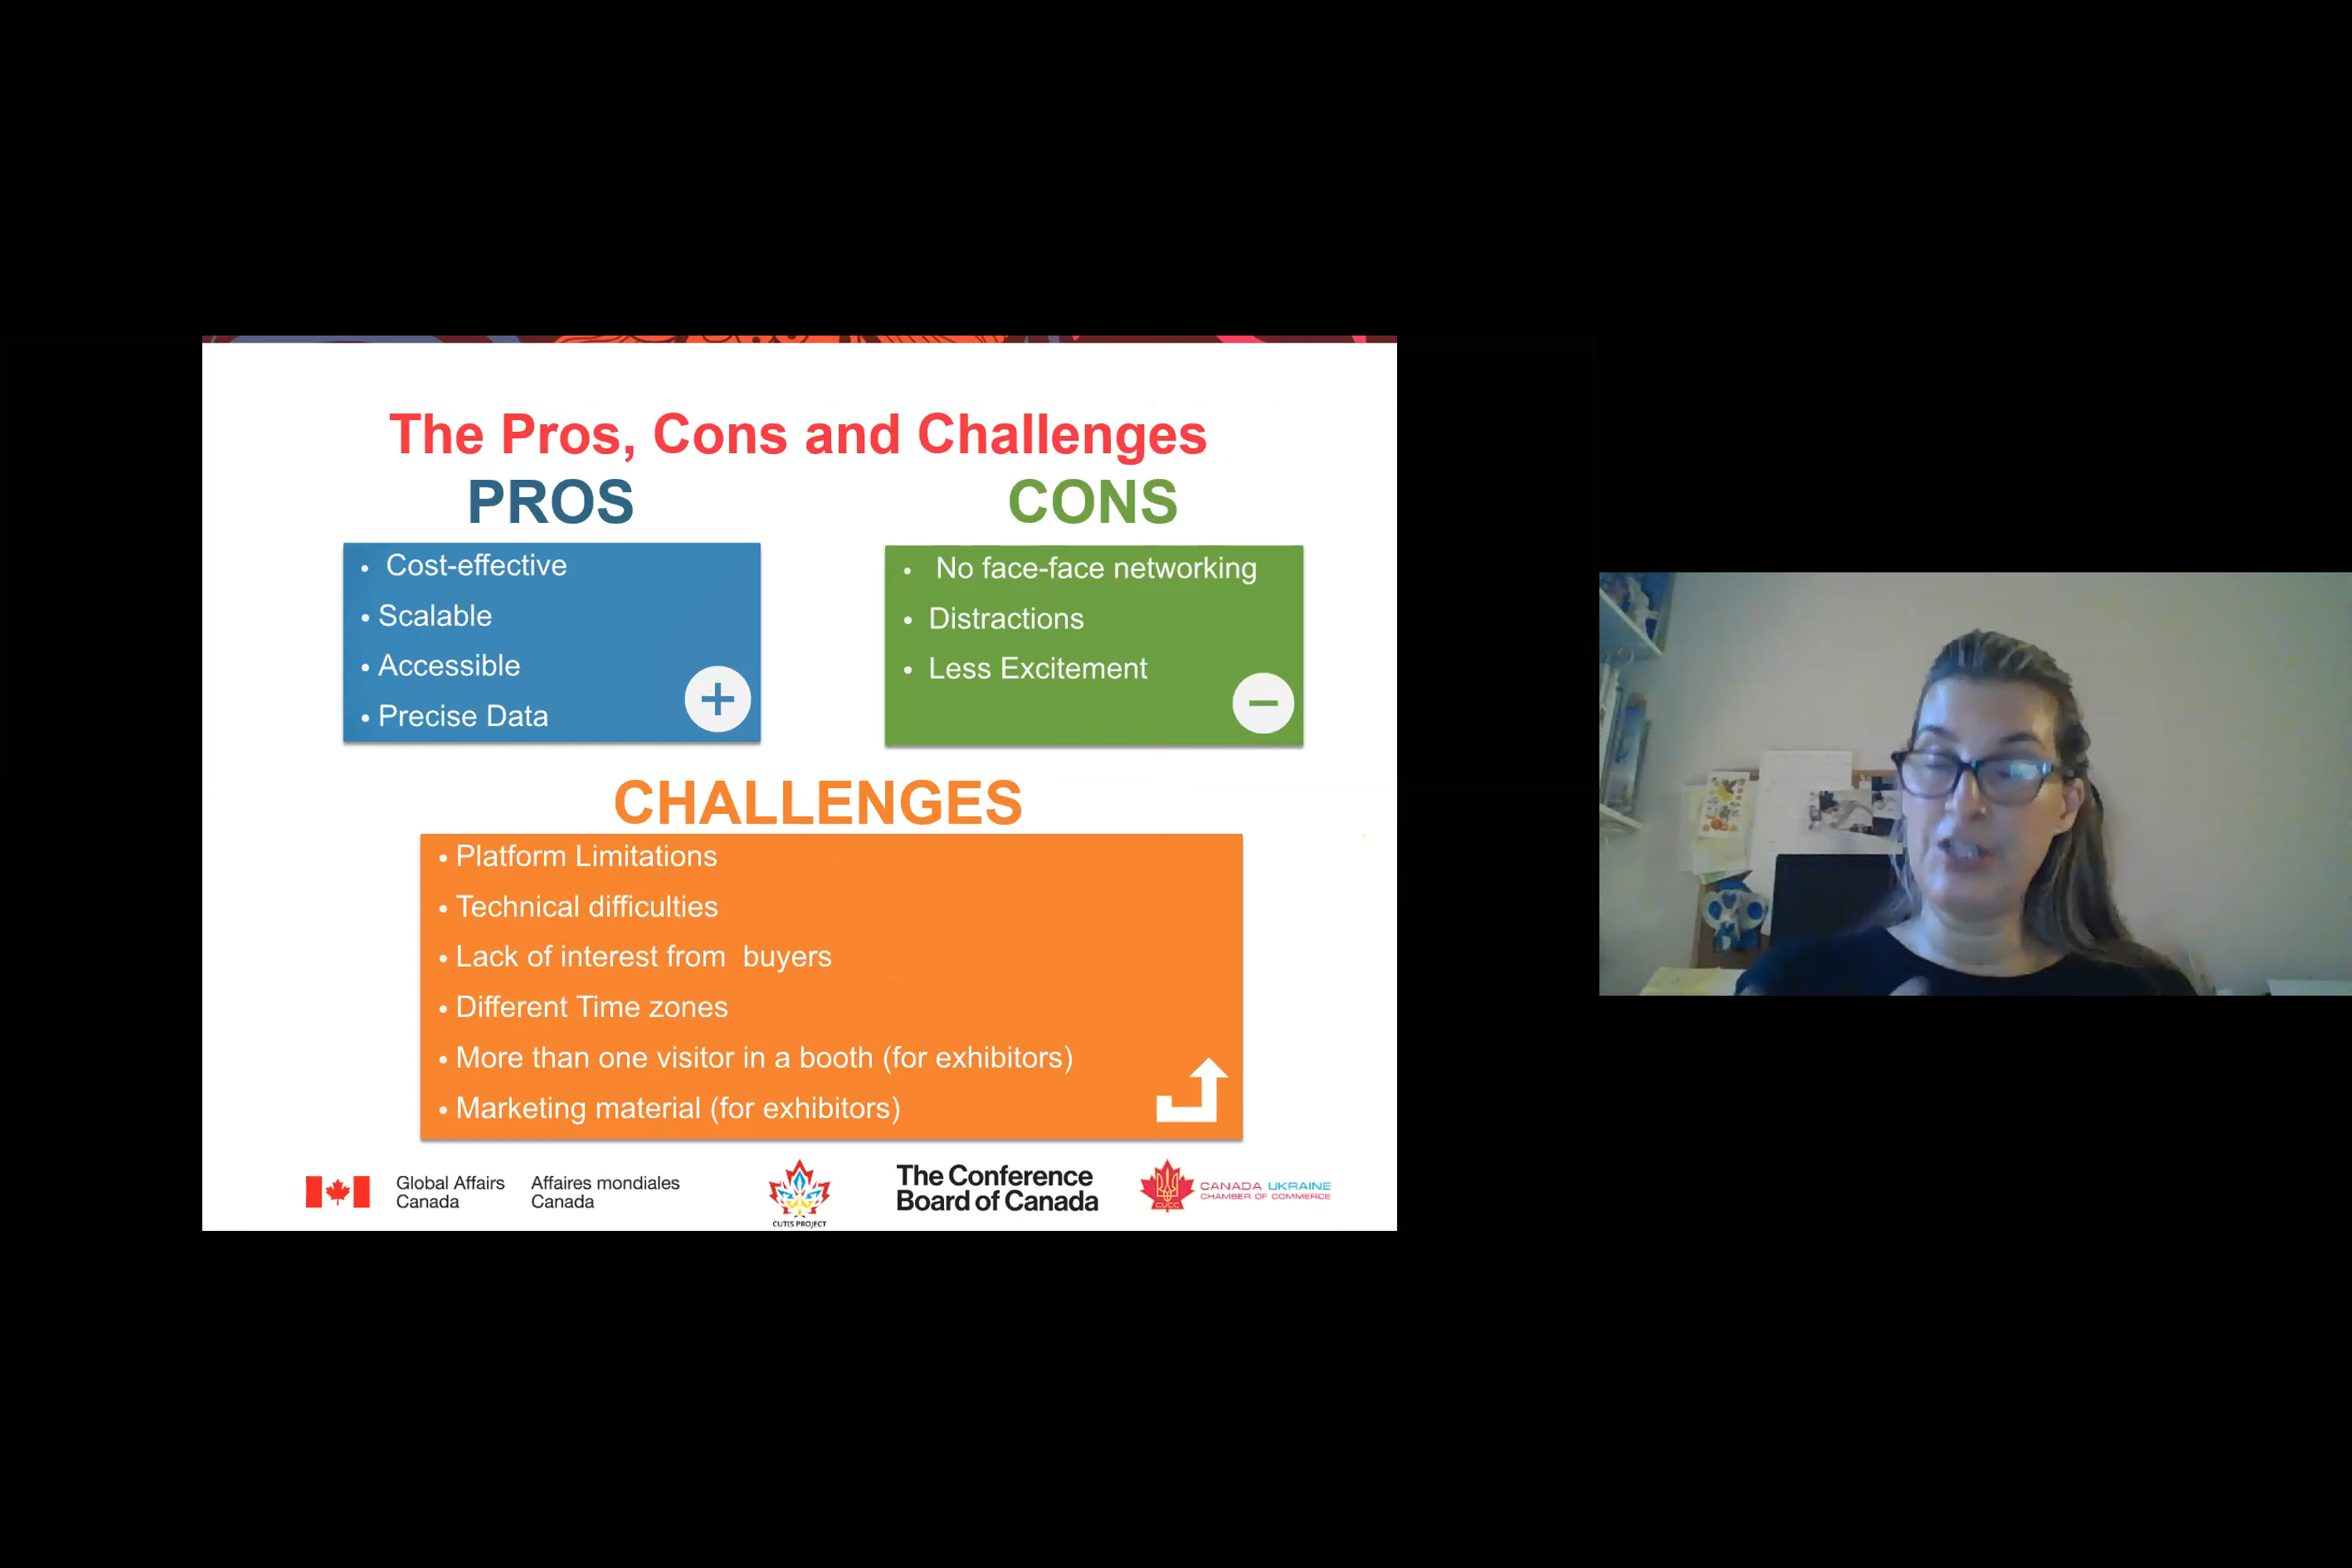 The Pros, Cons and Challenges
PROS
• Cost-effective
• Scalable
• Accessible
• Precise Data
CONS
• No face-face networking
• Distractions
• Less Excitement
CHALLENGES
• Platform Limitations
• Technical difficulties
• Lack of interest from  buyers
• Different Time zones
• More than one visitor in a booth (for exhibitors)
• Marketing material (for exhibitors)
Global Affairs
Canada
Affaires mondiales
Canada
CUTIS PROJECT
The Conference
Board of Canada
CUCC
CANADA UKRAINE
CHAMBER OF COMMERCE